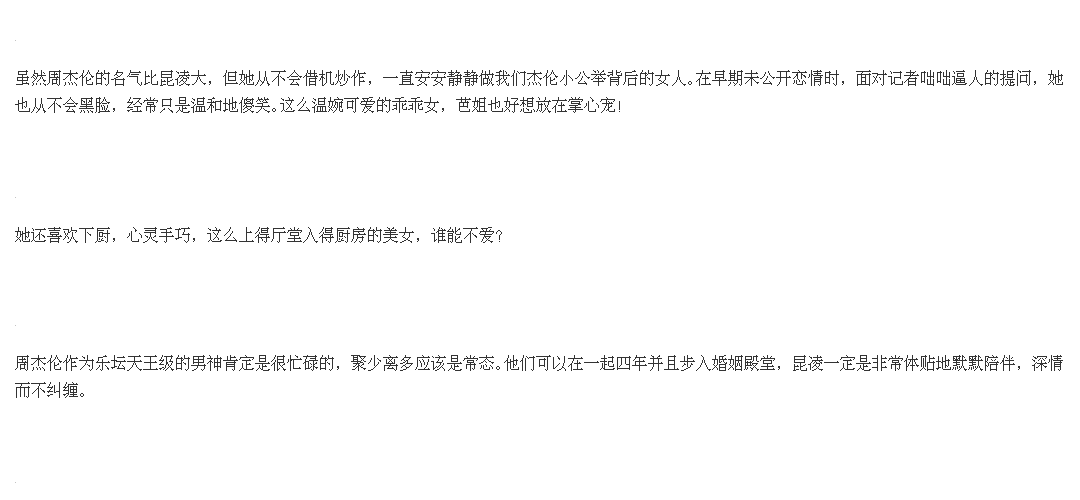 虽然周杰伦的名气比昆凌大，但她从不会借机炒作，一直安安静静做我们杰伦小公举背后的女人。在早期未公开恋情时，面对记者咄咄逼人的提问，她
也从不会黑脸，经常只是温和地傻笑。这么温婉可爱的乖乖女，芭姐也好想放在掌心宠！
她还喜欢下厨，心灵手巧，这么上得厅堂入得厨房的美女，谁能不爱？
周杰伦作为乐坛天王级的男神肯定是很忙碌的，聚少离多应该是常态。他们可以在一起四年并且步入婚姻殿堂，昆凌一定是非常体贴地默默陪伴，深情
而不纠缠。